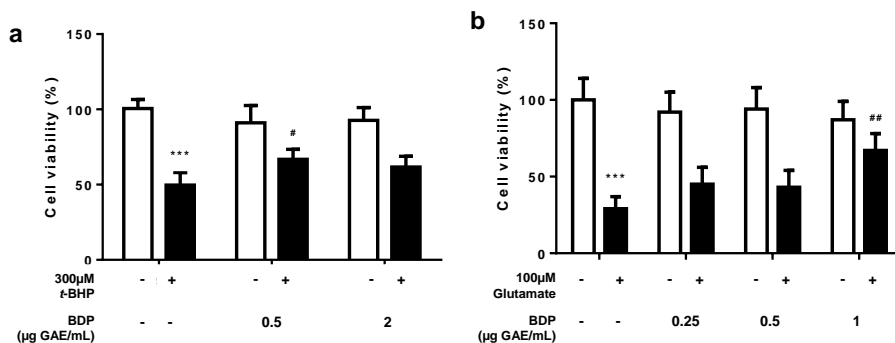 a
150
100
50
0
Cell viability (%)
***
#
300µM
t-BHP
- + - + - +
BDP
(µg GAE/mL)
- - 0.5 2
b
150
100
50
0
Cell viability (%)
***
##
100µM
Glutamate
- + - + - + - +
BDP
(µg GAE/mL)
- - 0.25 0.5 1